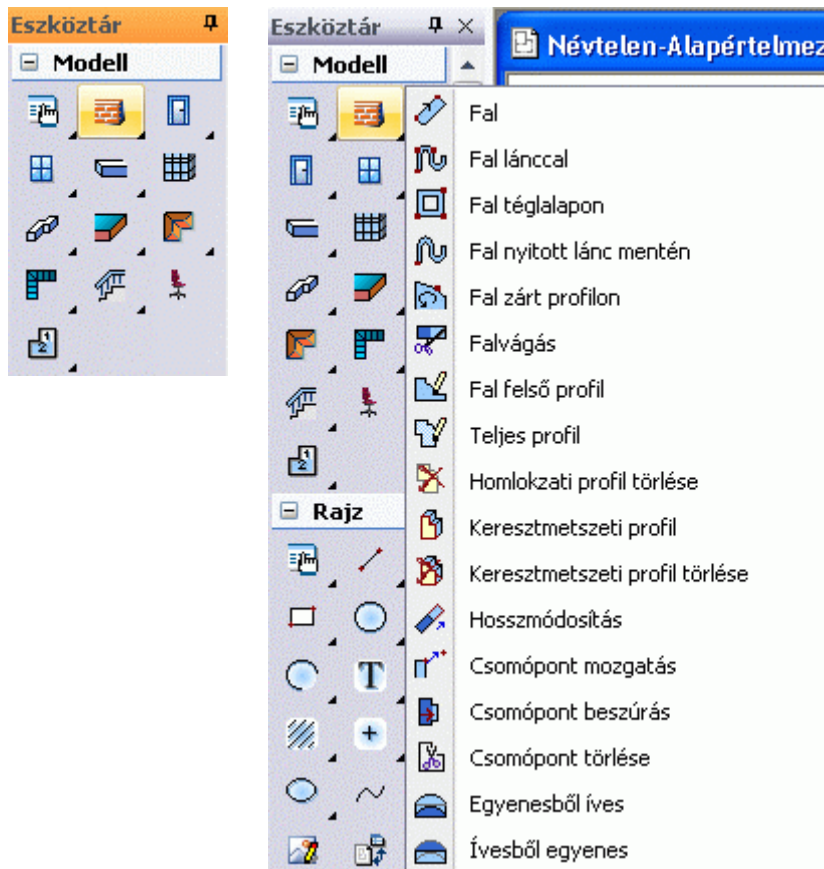 Eszköztár
Modell
Eszköztár
Modell
Rajz
Névtelen-Alapértelmez
Fal
Fal lánccal
Fal téglalapon
Fal nyitott lánc mentén
Fal zárt profilon
Falvágás
Fal felső profil
Teljes profil
Homlokzati profil törlése
Keresztmetszeti profil
Keresztmetszeti profil törlése
Hosszmódosítás
Csomópont mozgatás
Csomópont beszúrás
Csomópont törlése
Egyenesből íves
Ívesből egyenes